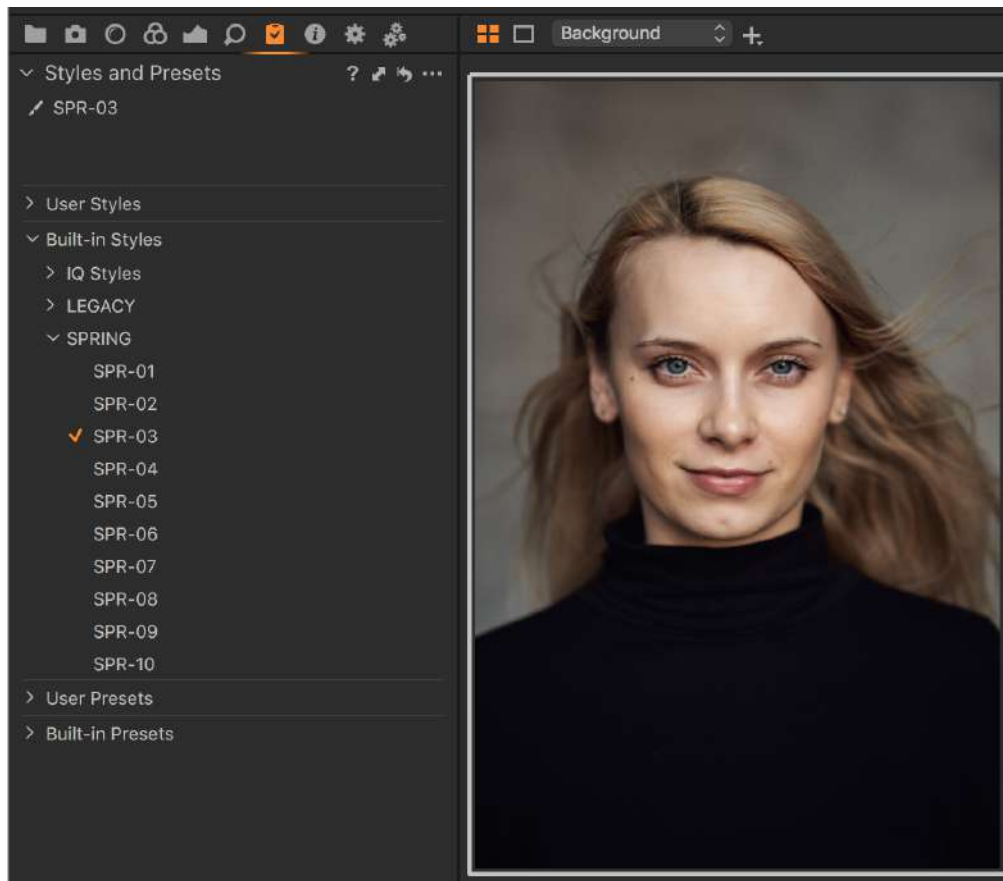 Background
Styles and Presets ?
SPR-03
User Styles
Built-in Styles
IQ Styles
LEGACY
SPRING
SPR-01
SPR-02
SPR-03
SPR-04
SPR-05
SPR-06
SPR-07
SPR-08
SPR-09
SPR-10
User Presets
Built-in Presets